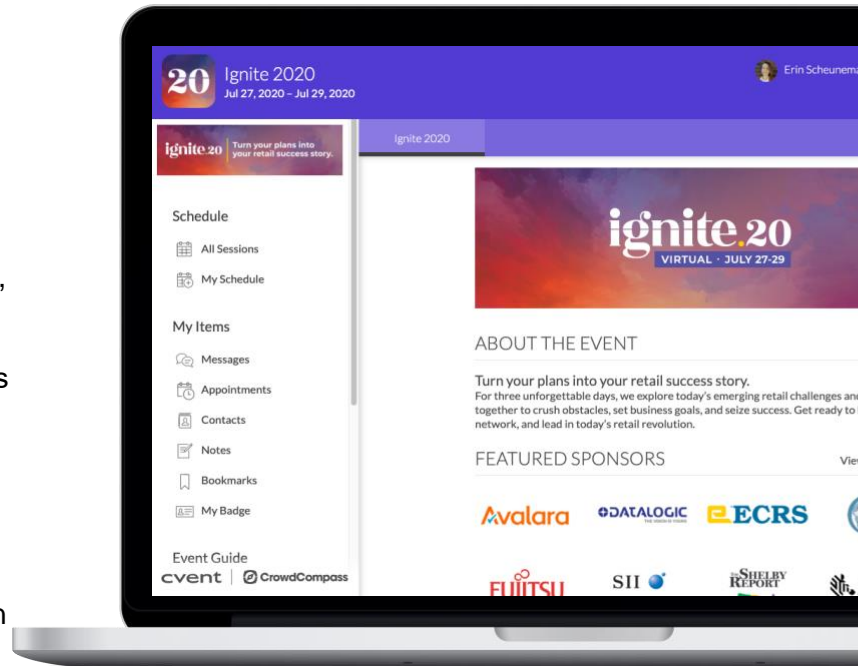 20
Ignite 2020
Jul 27, 2020 – Jul 29, 2020
ignite.20
Turn your plans into
your retail success story.
Schedule
All Sessions
My Schedule
My Items
Messages
Appointments
Contacts
Notes
Bookmarks
My Badge
Event Guide
cvent
CrowdCompass
Ignite 2020
ignite.20
VIRTUAL · JULY 27-29
ABOUT THE EVENT
Turn your plans into your retail success story.
For three unforgettable days, we explore today's emerging retail challenges and
together to crush obstacles, set business goals, and seize success. Get ready to
network, and lead in today's retail revolution.
FEATURED SPONSORS
Avalara
DATALOGIC
ECRS
FUJITSU
SII
THE SHELBY
REPORT
Erin